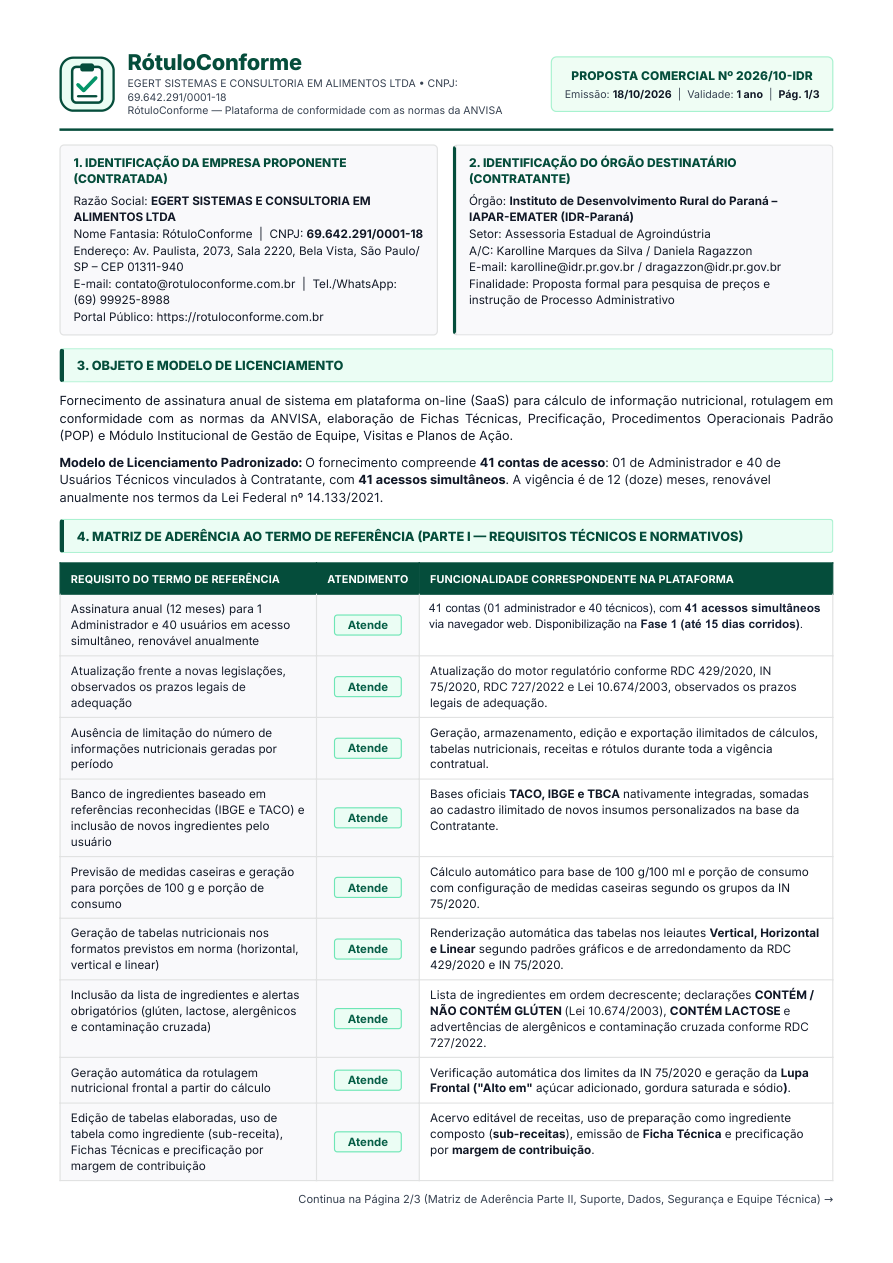 RótuloConforme
EGERT SISTEMAS E CONSULTORIA EM ALIMENTOS LTDA • CNPJ:
69.642.291/0001-18
RótuloConforme — Plataforma de conformidade com as normas da ANVISA
PROPOSTA COMERCIAL Nº 2026/10-IDR
Emissão: 18/10/2026 | Validade: 1 ano | Pág. 1/3
1. IDENTIFICAÇÃO DA EMPRESA PROPONENTE
(CONTRATADA)
Razão Social: EGERT SISTEMAS E CONSULTORIA EM
ALIMENTOS LTDA
Nome Fantasia: RótuloConforme | CNPJ: 69.642.291/0001-18
Endereço: Av. Paulista, 2073, Sala 2220, Bela Vista, São Paulo/
SP – CEP 01311-940
E-mail: contato@rotuloconforme.com.br | Tel./WhatsApp:
(69) 99925-8988
Portal Público: https://rotuloconforme.com.br
2. IDENTIFICAÇÃO DO ÓRGÃO DESTINATÁRIO
(CONTRATANTE)
Órgão: Instituto de Desenvolvimento Rural do Paraná –
IAPAR-EMATER (IDR-Paraná)
Setor: Assessoria Estadual de Agroindústria
A/C: Karolline Marques da Silva / Daniela Ragazzon
E-mail: karolline@idr.pr.gov.br / dragazzon@idr.pr.gov.br
Finalidade: Proposta formal para pesquisa de preços e
instrução de Processo Administrativo
3. OBJETO E MODELO DE LICENCIAMENTO
Fornecimento de assinatura anual de sistema em plataforma on-line (SaaS) para cálculo de informação nutricional, rotulagem em
conformidade com as normas da ANVISA, elaboração de Fichas Técnicas, Precificação, Procedimentos Operacionais Padrão
(POP) e Módulo Institucional de Gestão de Equipe, Visitas e Planos de Ação.
Modelo de Licenciamento Padronizado: O fornecimento compreende 41 contas de acesso: 01 de Administrador e 40 de
Usuários Técnicos vinculados à Contratante, com 41 acessos simultâneos. A vigência é de 12 (doze) meses, renovável
anualmente nos termos da Lei Federal nº 14.133/2021.
4. MATRIZ DE ADERÊNCIA AO TERMO DE REFERÊNCIA (PARTE I — REQUISITOS TÉCNICOS E NORMATIVOS)
REQUISITO DO TERMO DE REFERÊNCIA
ATENDIMENTO
FUNCIONALIDADE CORRESPONDENTE NA PLATAFORMA
Assinatura anual (12 meses) para 1
Administrador e 40 usuários em acesso
simultâneo, renovável anualmente
Atende
41 contas (01 administrador e 40 técnicos), com 41 acessos simultâneos
via navegador web. Disponibilização na Fase 1 (até 15 dias corridos).
Atualização frente a novas legislações,
observados os prazos legais de
adequação
Atende
Atualização do motor regulatório conforme RDC 429/2020, IN
75/2020, RDC 727/2022 e Lei 10.674/2003, observados os prazos
legais de adequação.
Ausência de limitação do número de
informações nutricionais geradas por
período
Atende
Geração, armazenamento, edição e exportação ilimitados de cálculos,
tabelas nutricionais, receitas e rótulos durante toda a vigência
contratual.
Banco de ingredientes baseado em
referências reconhecidas (IBGE e TACO) e
inclusão de novos ingredientes pelo
usuário
Atende
Bases oficiais TACO, IBGE e TBCA nativamente integradas, somadas
ao cadastro ilimitado de novos insumos personalizados na base da
Contratante.
Previsão de medidas caseiras e geração
para porções de 100 g e porção de
consumo
Atende
Cálculo automático para base de 100 g/100 ml e porção de consumo
com configuração de medidas caseiras segundo os grupos da IN
75/2020.
Geração de tabelas nutricionais nos
formatos previstos em norma (horizontal,
vertical e linear)
Atende
Renderização automática das tabelas nos leiautes Vertical, Horizontal
e Linear segundo padrões gráficos e de arredondamento da RDC
429/2020 e IN 75/2020.
Inclusão da lista de ingredientes e alertas
obrigatórios (glúten, lactose, alergênicos
e contaminação cruzada)
Atende
Lista de ingredientes em ordem decrescente; declarações CONTÉM /
NÃO CONTÉM GLÚTEN (Lei 10.674/2003), CONTÉM LACTOSE e
advertências de alergênicos e contaminação cruzada conforme RDC
727/2022.
Geração automática da rotulagem
nutricional frontal a partir do cálculo
Atende
Verificação automática dos limites da IN 75/2020 e geração da Lupa
Frontal ("Alto em" açúcar adicionado, gordura saturada e sódio).
Edição de tabelas elaboradas, uso de
tabela como ingrediente (sub-receita),
Fichas Técnicas e precificação por
margem de contribuição
Atende
Acervo editável de receitas, uso de preparação como ingrediente
composto (sub-receitas), emissão de Ficha Técnica e precificação
por margem de contribuição.
Continua na Página 2/3 (Matriz de Aderência Parte II, Suporte, Dados, Segurança e Equipe Técnica) →